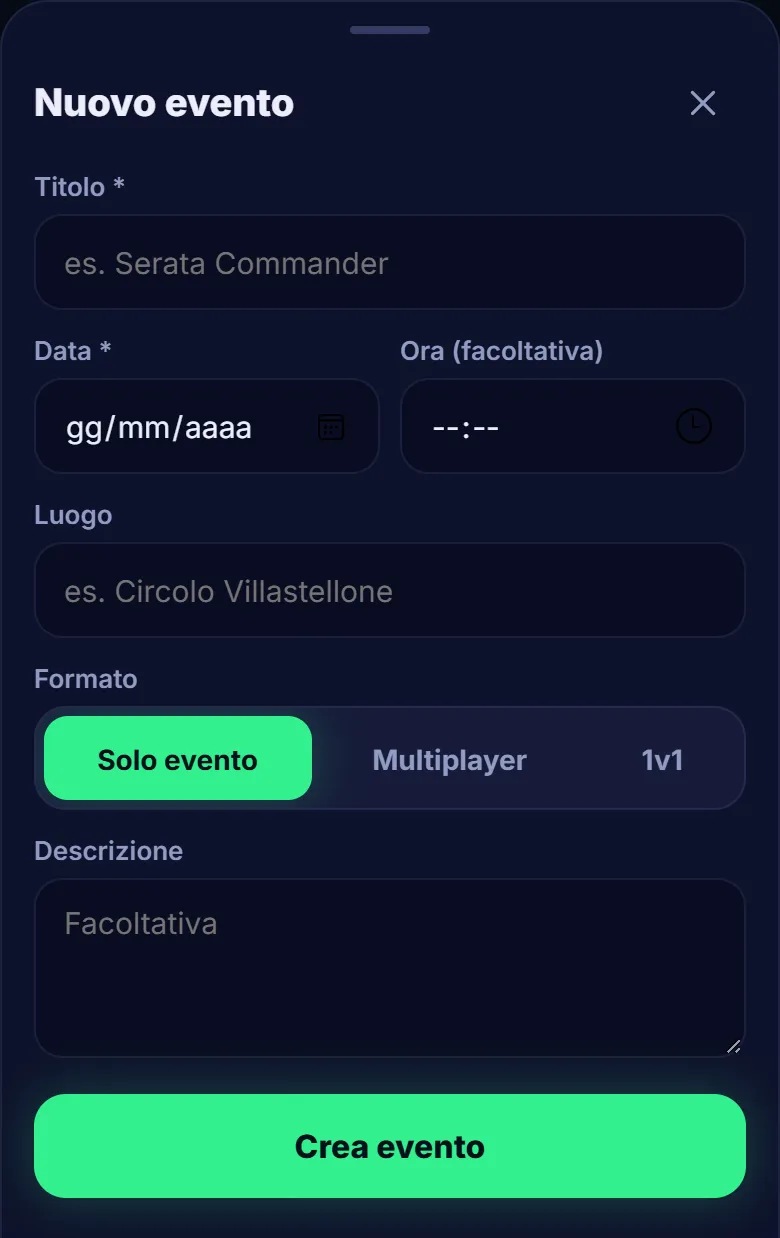 Nuovo evento
Titolo *
es. Serata Commander
Data *
Ora (facoltativa)
gg/mm/aaaa
--:--
Luogo
es. Circolo Villastellone
Formato
Solo evento
Multiplayer
1v1
Descrizione
Facoltativa
Crea evento